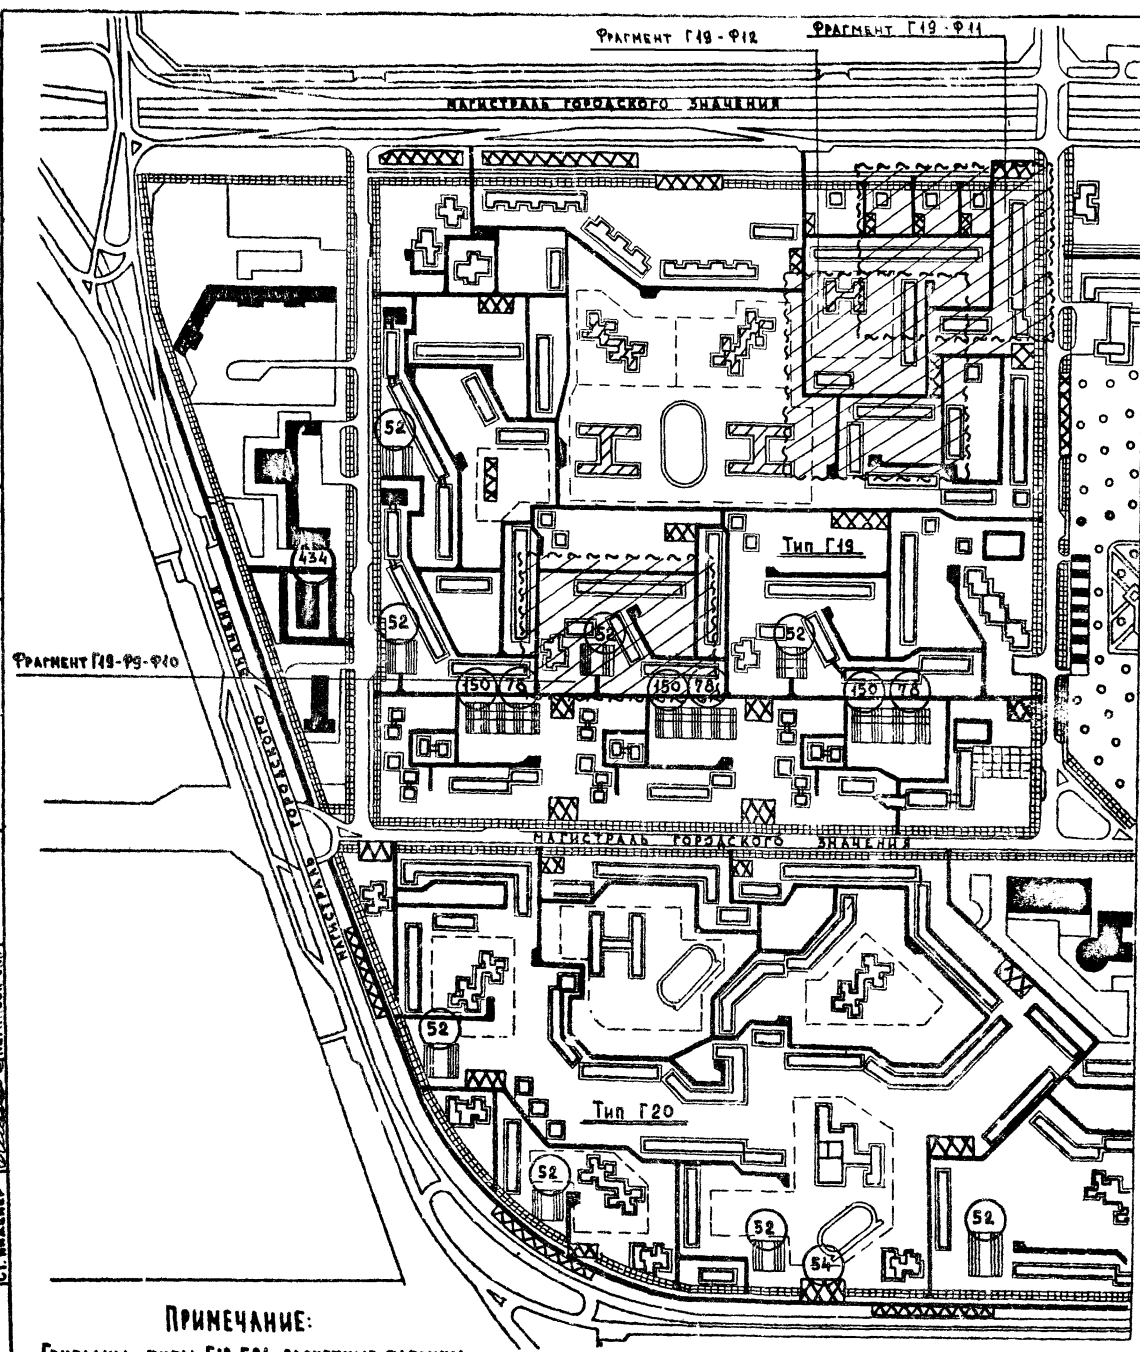 Фрагмент Г19-Ф12
Фрагмент Г19-Ф11
МАГИСТРАЛЬ ГОРОДСКОГО ЗНАЧЕНИЯ
52
Тип Г19
434
52
52
52
Фрагмент Г19-Ф9-Ф10
150 78
150 78
150 78
МАГИСТРАЛЬ ГОРОДСКОГО ЗНАЧЕНИЯ
МАГИСТРАЛЬ ГОРОДСКОГО ЗНАЧЕНИЯ
52
Тип Г20
52
52
52
54
ПРИМЕЧАНИЕ: